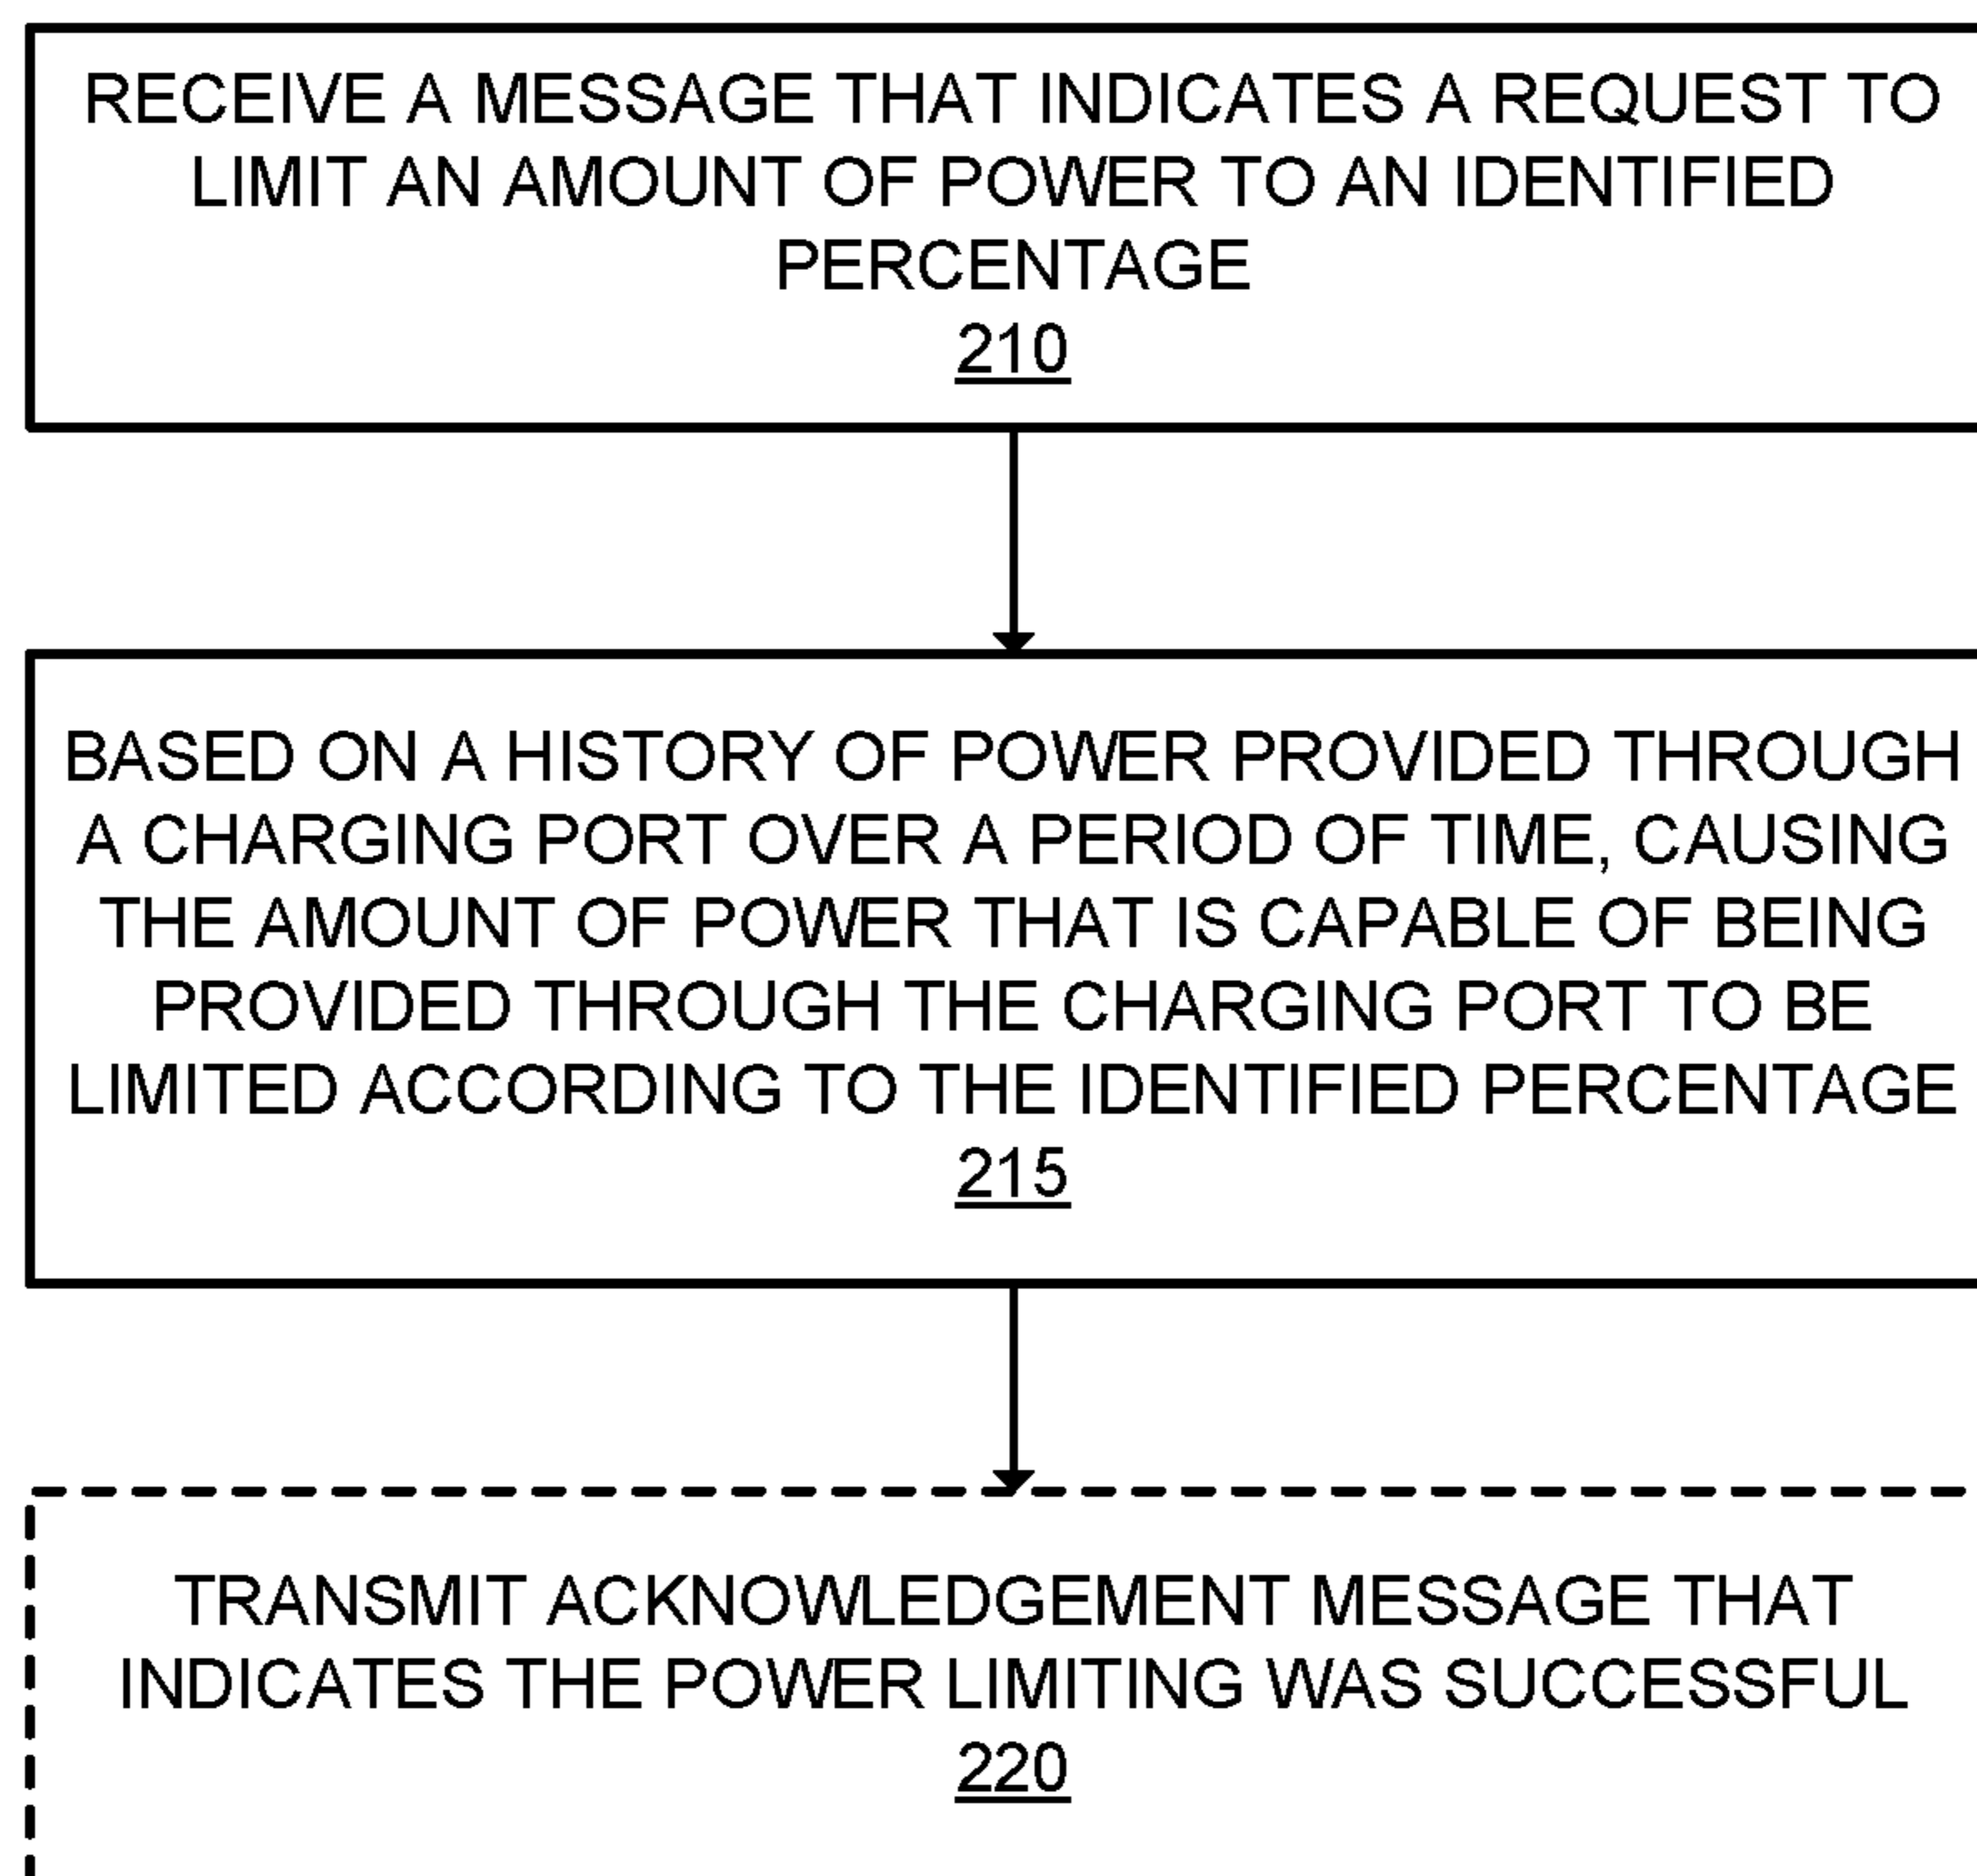 RECEIVE A MESSAGE THAT INDICATES A REQUEST TO
LIMIT AN AMOUNT OF POWER TO AN IDENTIFIED
PERCENTAGE
210
BASED ON A HISTORY OF POWER PROVIDED THROUGH
A CHARGING PORT OVER A PERIOD OF TIME, CAUSING
THE AMOUNT OF POWER THAT IS CAPABLE OF BEING
PROVIDED THROUGH THE CHARGING PORT TO BE
LIMITED ACCORDING TO THE IDENTIFIED PERCENTAGE
215
TRANSMIT ACKNOWLEDGEMENT MESSAGE THAT
INDICATES THE POWER LIMITING WAS SUCCESSFUL
220